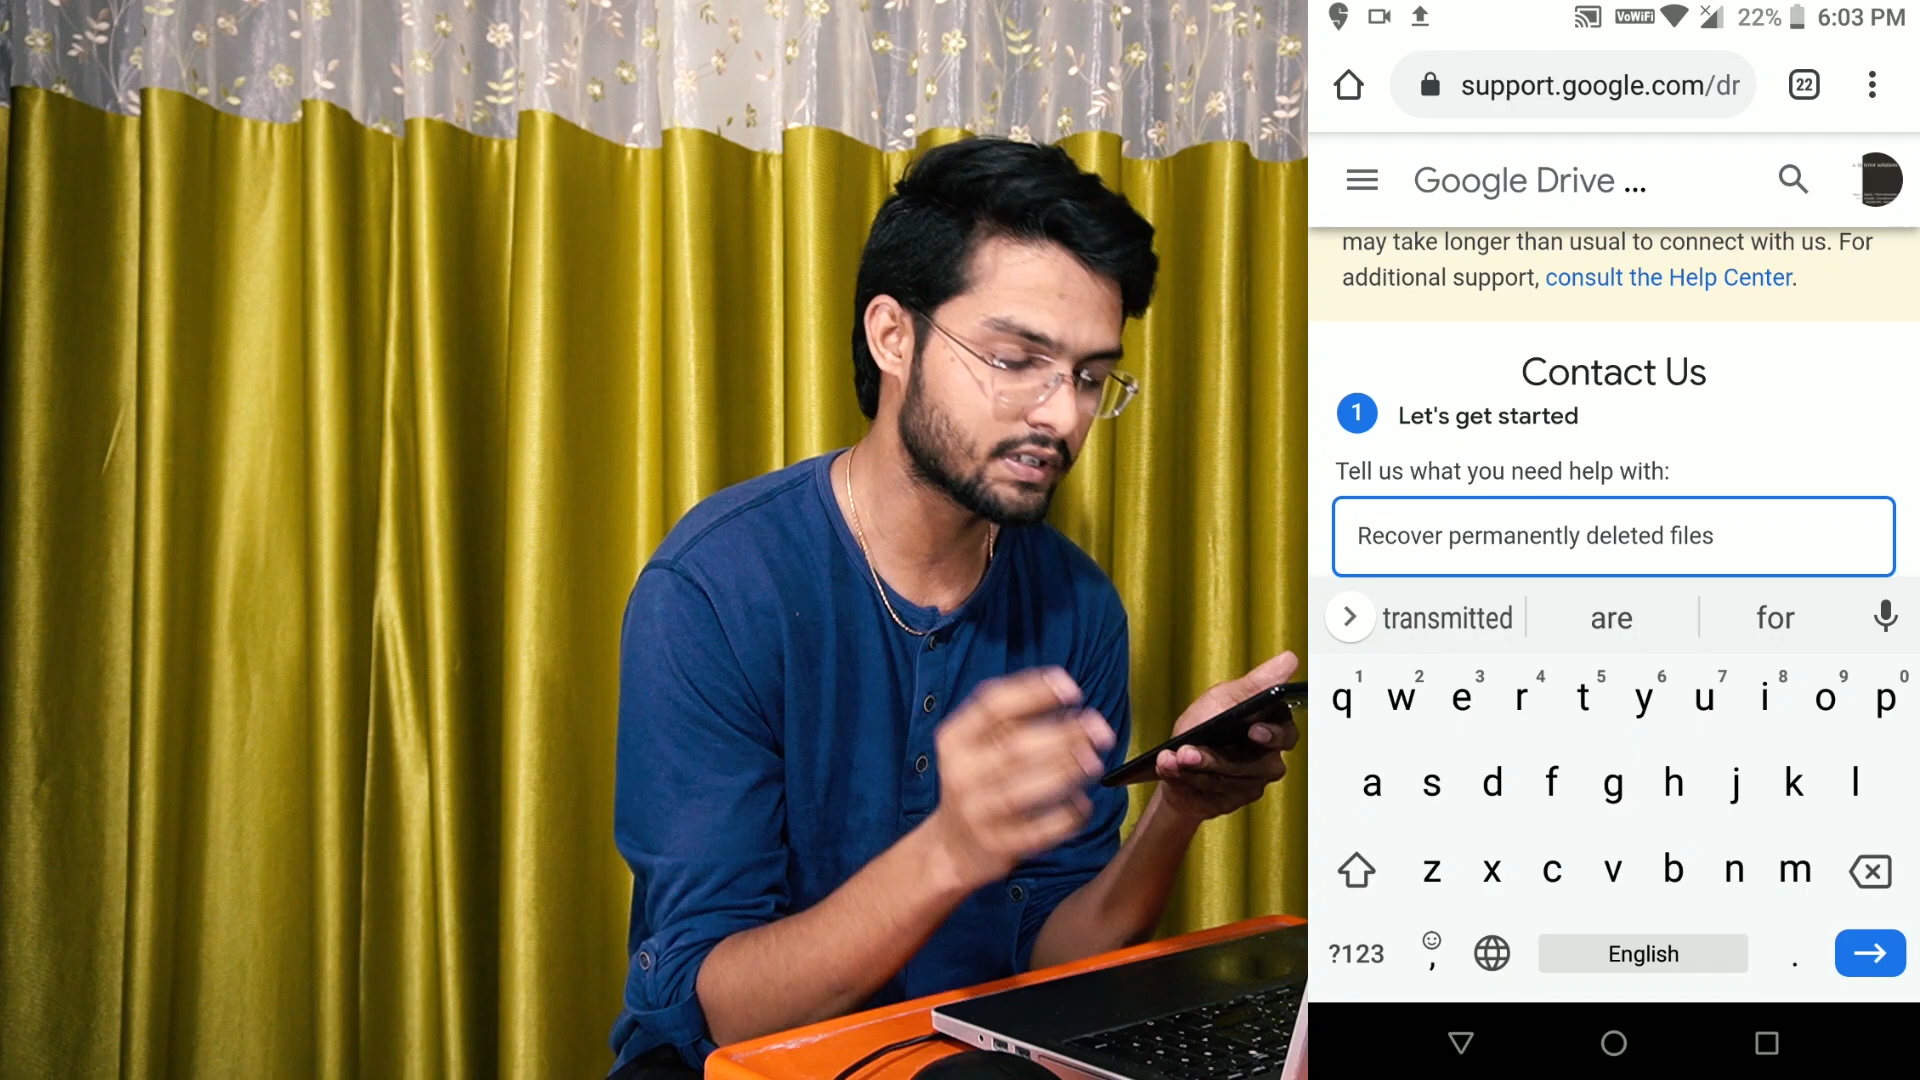 VoWiFi 22% 6:03 PM
support.google.com/dr 22
Google Drive ...
may take longer than usual to connect with us. For
additional support, consult the Help Center.
Contact Us
1 Let's get started
Tell us what you need help with:
Recover permanently deleted files
transmitted are for
1 2 3 4 5 6 7 8 9 0
q w e r t y u i o p
a s d f g h j k l
z x c v b n m
?123 , English .